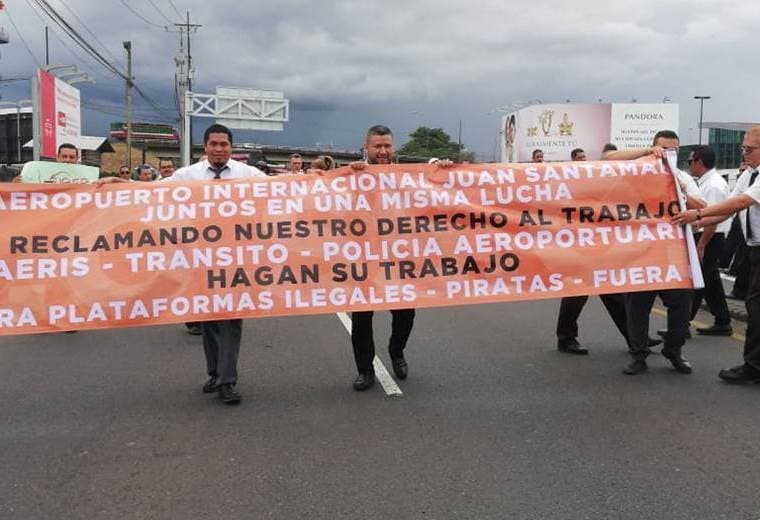 AEROPUERTO INTERNACIONAL JUAN SANTAMA
JUNTOS EN UNA MISMA LUCHA
RECLAMANDO NUESTRO DERECHO AL TRABAJO
AERIS - TRANSITO - POLICIA AEROPORTUARI
HAGAN SU TRABAJO
RA PLATAFORMAS ILEGALES - PIRATAS - FUERA
PANDORA